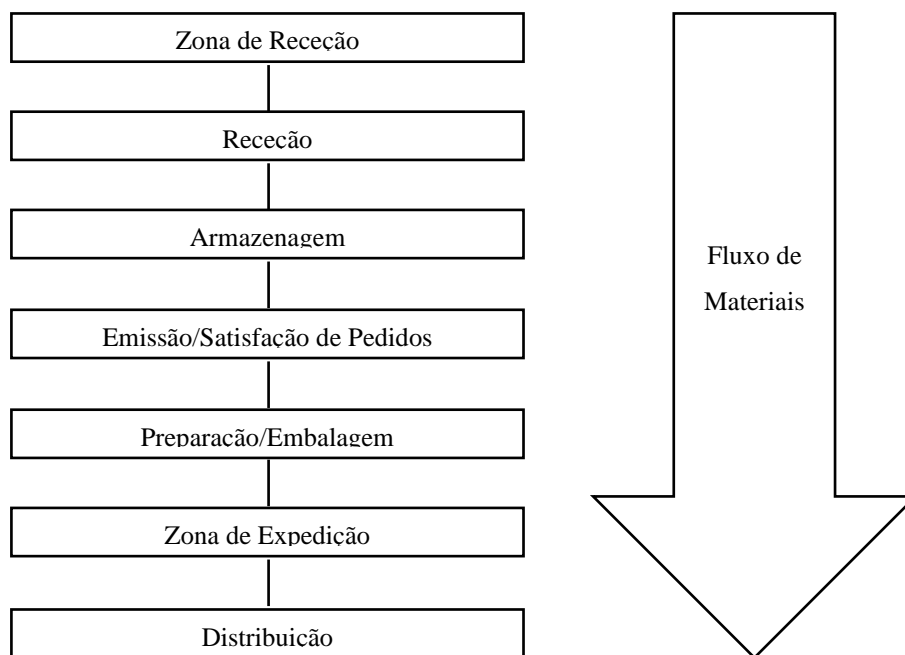 Zona de Receção
Receção
Armazenagem
Emissão/Satisfação de Pedidos
Preparação/Embalagem
Zona de Expedição
Distribuição
Fluxo de
Materiais